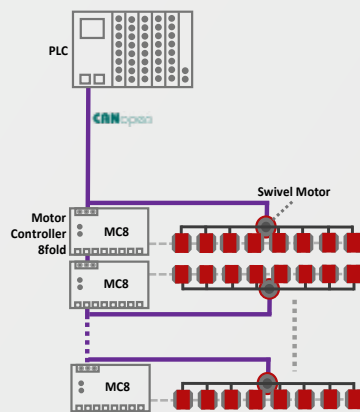 PLC
CANopen
Swivel Motor
Motor
Controller
8fold
MC8
MC8
MC8